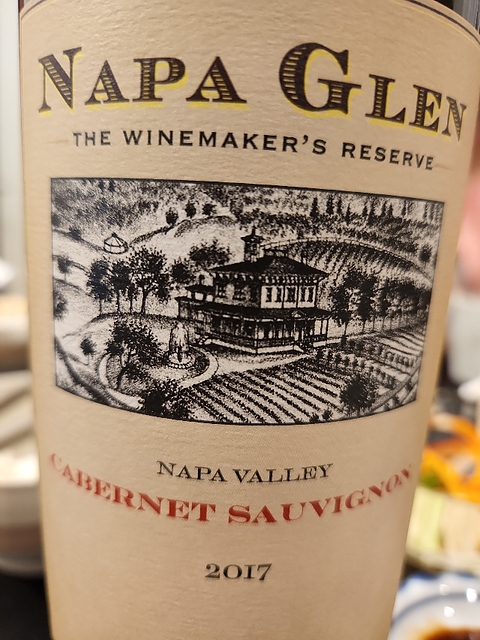 NAPA GLEN
THE WINEMAKER'S RESERVE
NAPA VALLEY
CABERNET SAUVIGNON
2017